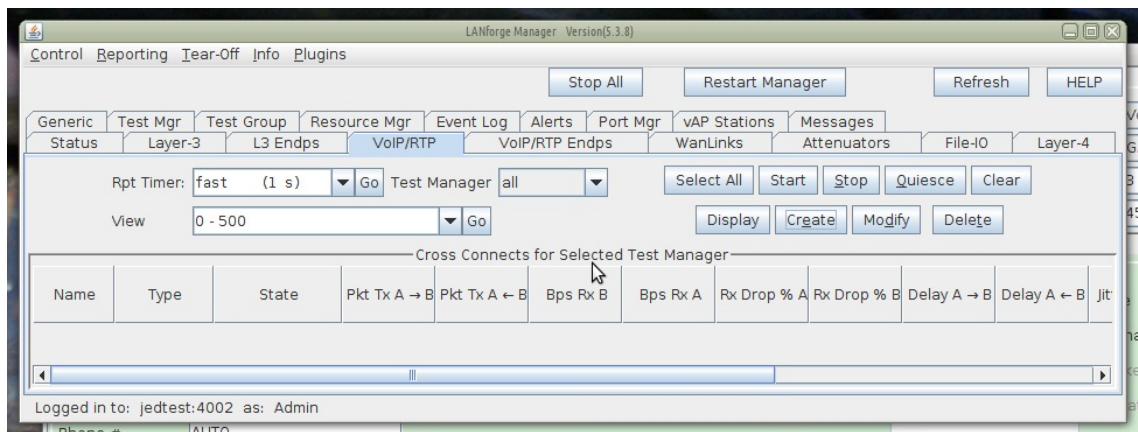 LANforge Manager Version(5.3.8)
Control Reporting Tear-Off Info Plugins
Stop All Restart Manager Refresh HELP
Generic Test Mgr Test Group Resource Mgr Event Log Alerts Port Mgr vAP Stations Messages
Status Layer-3 L3 Endps VoIP/RTP VoIP/RTP Endps WanLinks Attenuators File-IO Layer-4
Rpt Timer: fast (1 s) Go Test Manager all Select All Start Stop Quiesce Clear
View 0 - 500 Go Display Create Modify Delete
Cross Connects for Selected Test Manager
Name Type State Pkt Tx A → B Pkt Tx A ← B Bps Rx B Bps Rx A Rx Drop % A Rx Drop % B Delay A → B Delay A ← B Jit
Logged in to: jedtest:4002 as: Admin
Phone # AUTO